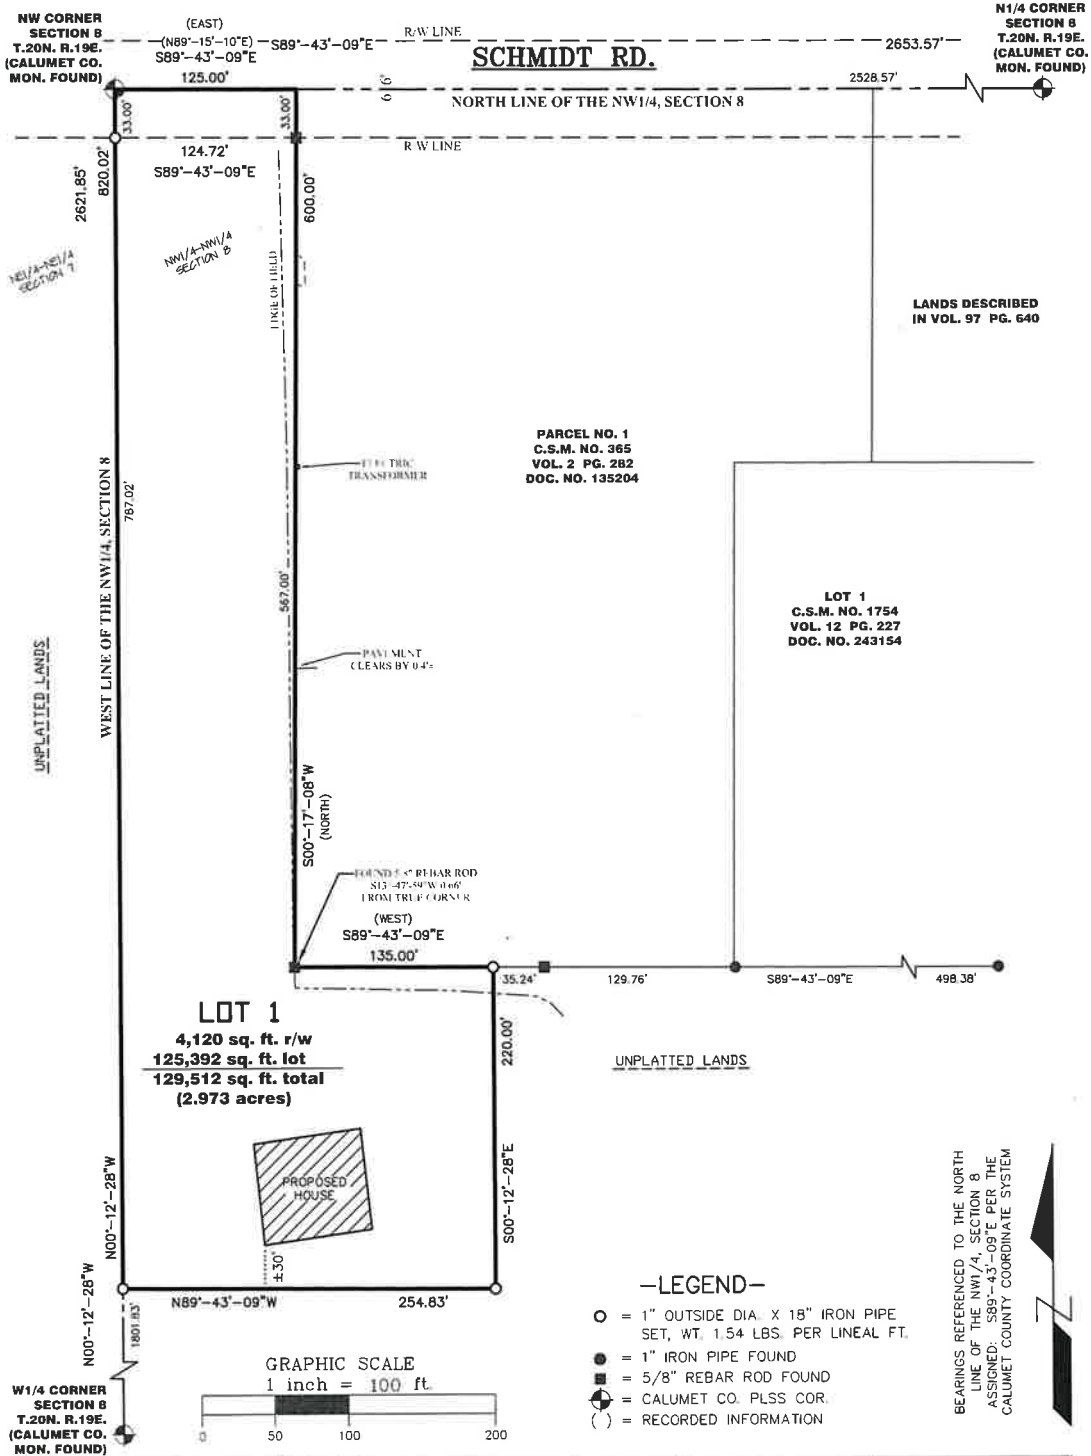 NW CORNER
SECTION 8
T.20N. R.19E.
(CALUMET CO.
MON. FOUND)
(EAST)
(N89°-15'-10"E)
S89°-43'-09"E
S89°-43'-09"E
125.00'
R/W LINE
SCHMIDT RD.
2653.57'
N1/4 CORNER
SECTION 8
T.20N. R.19E.
(CALUMET CO.
MON. FOUND)
2528.57'
NORTH LINE OF THE NW1/4, SECTION 8
33.00'
33.00'
R/W LINE
124.72'
S89°-43'-09"E
820.02'
2621.85'
600.00'
NE1/4-NE1/4
SECTION 7
NW1/4-NW1/4
SECTION 8
EDGE OF FIELD
LANDS DESCRIBED
IN VOL. 97 PG. 640
PARCEL NO. 1
C.S.M. NO. 365
VOL. 2 PG. 282
DOC. NO. 135204
ELECTRIC
TRANSFORMER
WEST LINE OF THE NW1/4, SECTION 8
787.02'
567.00'
LOT 1
C.S.M. NO. 1754
VOL. 12 PG. 227
DOC. NO. 243154
PAVEMENT
CLEARS BY 0.4'±
UNPLATTED LANDS
S00°-17'-08"W
(NORTH)
FOUND 5/8" REBAR ROD
FROM TRUE CORNER
(WEST)
S89°-43'-09"E
135.00'
35.24'
129.76'
S89°-43'-09"E
498.38'
LOT 1
4,120 sq. ft. r/w
125,392 sq. ft. lot
129,512 sq. ft. total
(2.973 acres)
220.00'
UNPLATTED LANDS
PROPOSED
HOUSE
±30'
N00°-12'-28"W
S00°-12'-28"E
N89°-43'-09"W
254.83'
N00°-12'-28"W
1801.83'
W1/4 CORNER
SECTION 8
T.20N. R.19E.
(CALUMET CO.
MON. FOUND)
GRAPHIC SCALE
1 inch = 100 ft.
0 50 100 200
-LEGEND-
= 1" OUTSIDE DIA. X 18" IRON PIPE
SET, WT. 1.54 LBS. PER LINEAL FT.
= 1" IRON PIPE FOUND
= 5/8" REBAR ROD FOUND
= CALUMET CO. PLSS COR.
( ) = RECORDED INFORMATION
BEARINGS REFERENCED TO THE NORTH
LINE OF THE NW1/4, SECTION 8
ASSIGNED: S89°-43'-09"E PER THE
CALUMET COUNTY COORDINATE SYSTEM